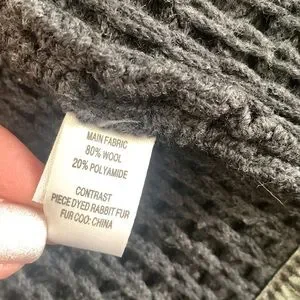 MAIN FABRIC
80% WOOL
20% POLYAMIDE
CONTRAST
PIECE DYED RABBIT FUR
FUR COO: CHINA